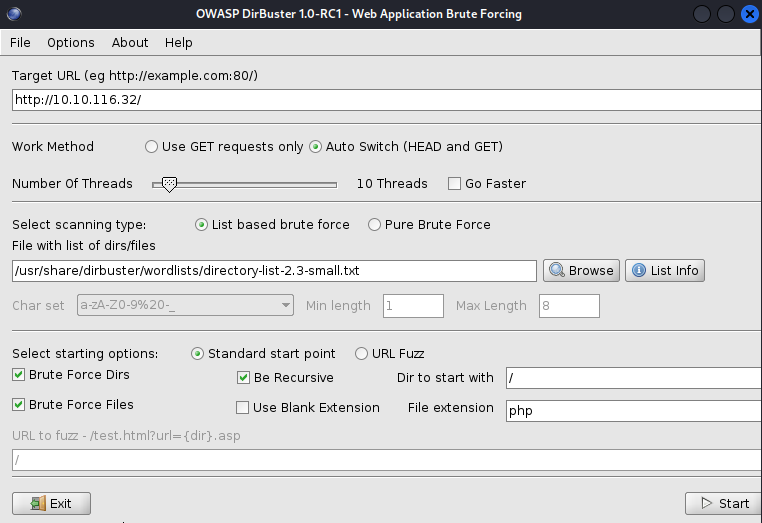 OWASP DirBuster 1.0-RC1 - Web Application Brute Forcing
File Options About Help
Target URL (eg http://example.com:80/)
http://10.10.116.32/
Work Method Use GET requests only Auto Switch (HEAD and GET)
Number Of Threads 10 Threads Go Faster
Select scanning type: List based brute force Pure Brute Force
File with list of dirs/files
/usr/share/dirbuster/wordlists/directory-list-2.3-small.txt Browse List Info
Char set a-zA-Z0-9%20-_ Min length 1 Max Length 8
Select starting options: Standard start point URL Fuzz
Brute Force Dirs Be Recursive Dir to start with /
Brute Force Files Use Blank Extension File extension php
URL to fuzz - /test.html?url={dir}.asp
/
Exit Start